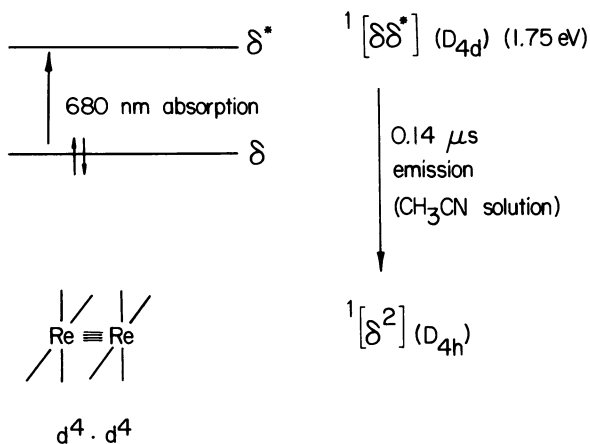 δ*
680 nm absorption
δ
Re≣Re
d⁴ · d⁴
¹[δδ*] (D₄d) (1.75 eV)
0.14 μs
emission
(CH₃CN solution)
¹[δ²] (D₄h)